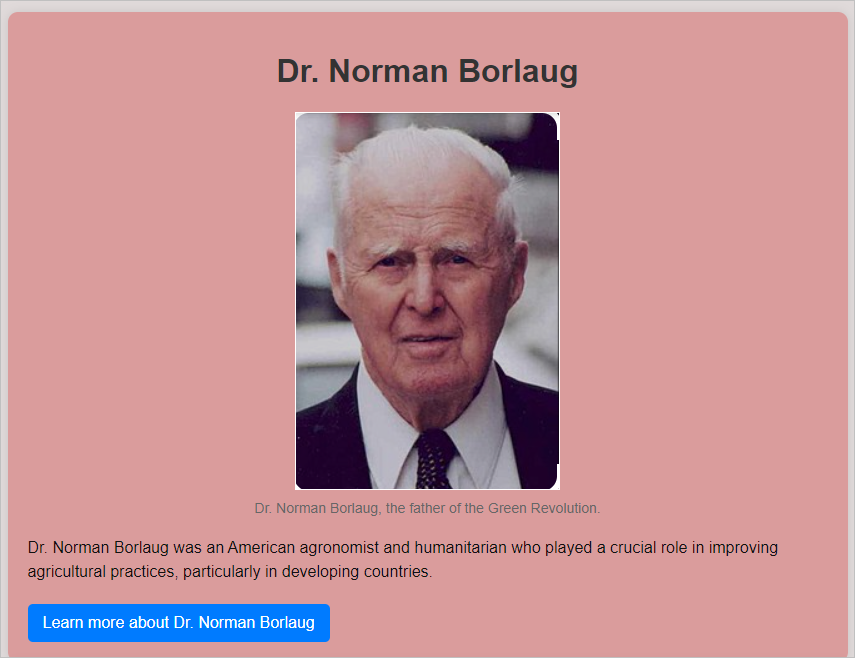 Dr. Norman Borlaug
Dr. Norman Borlaug, the father of the Green Revolution.
Dr. Norman Borlaug was an American agronomist and humanitarian who played a crucial role in improving
agricultural practices, particularly in developing countries.
Learn more about Dr. Norman Borlaug